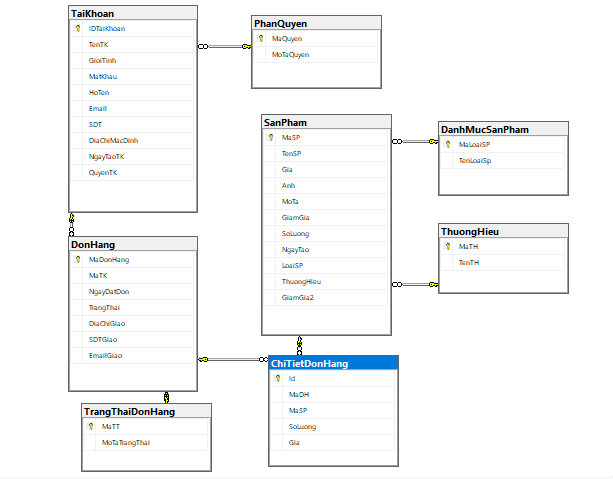 TaiKhoan
IDTaiKhoan
TenTK
GioiTinh
MatKhau
HoTen
Email
SDT
DiaChiMacDinh
NgayTaoTK
QuyenTK
PhanQuyen
MaQuyen
MoTaQuyen
SanPham
MaSP
TenSP
Gia
Anh
MoTa
GiamGia
SoLuong
NgayTao
LoaiSP
ThuongHieu
GiamGia2
DanhMucSanPham
MaLoaiSP
TenLoaiSp
ThuongHieu
MaTH
TenTH
DonHang
MaDonHang
MaTK
NgayDatDon
TrangThai
DiaChiGiao
SDTGiao
EmailGiao
ChiTietDonHang
Id
MaDH
MaSP
SoLuong
Gia
TrangThaiDonHang
MaTT
MoTaTrangThai